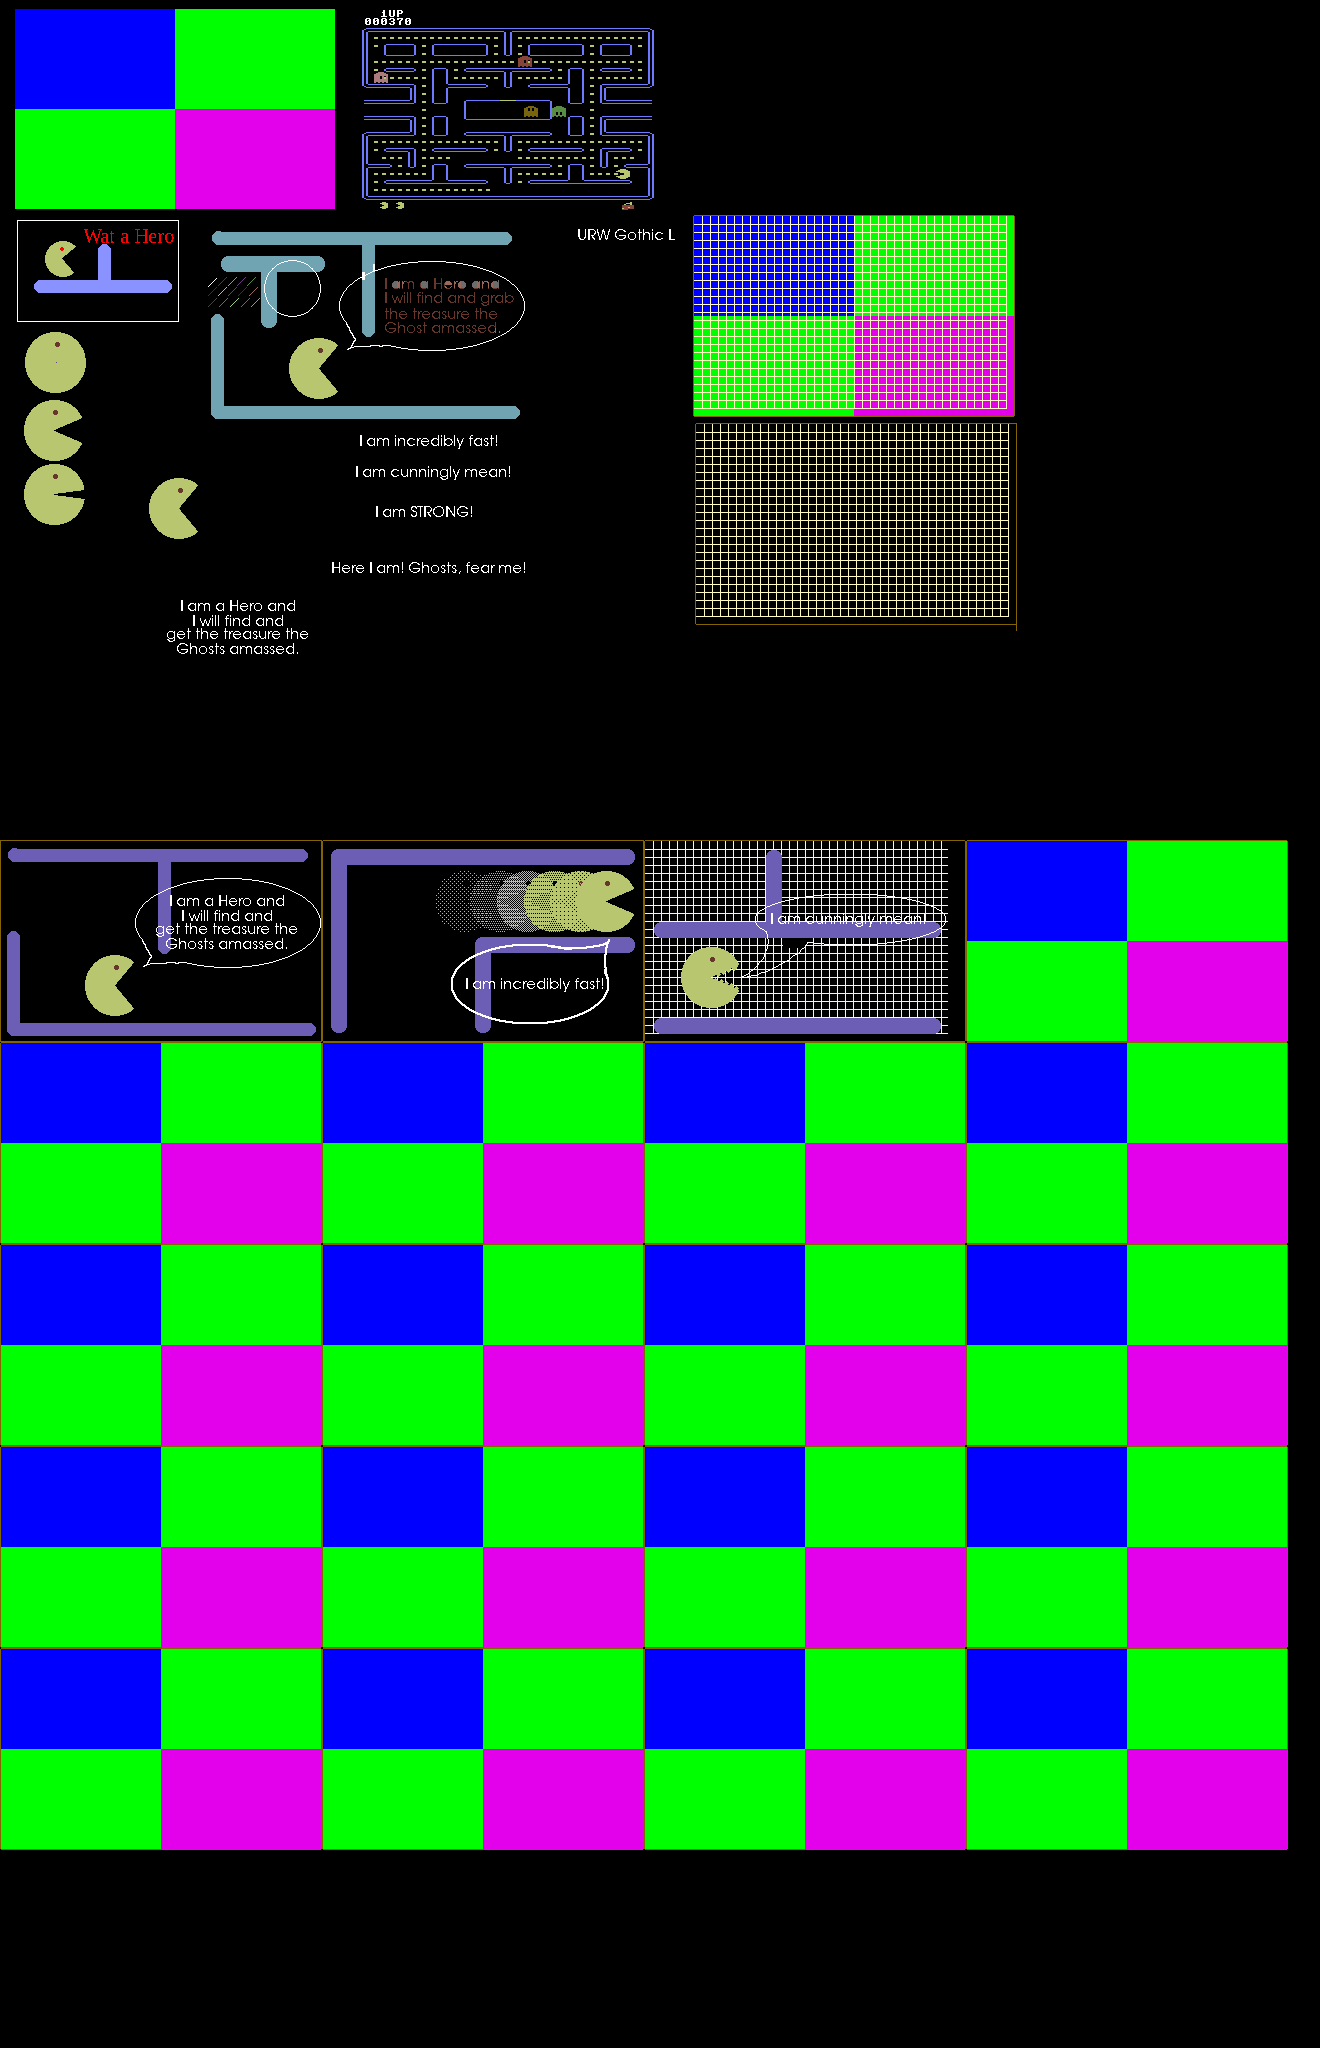 1UP
000370
Wat a Hero
URW Gothic L
I am a Hero and
I will find and grab
the treasure the
Ghost amassed.
I am incredibly fast!
I am cunningly mean!
I am STRONG!
Here I am! Ghosts, fear me!
I am a Hero and
I will find and
get the treasure the
Ghosts amassed.
I am a Hero and
I will find and
get the treasure the
Ghosts amassed.
I am incredibly fast!
I am cunningly mean!